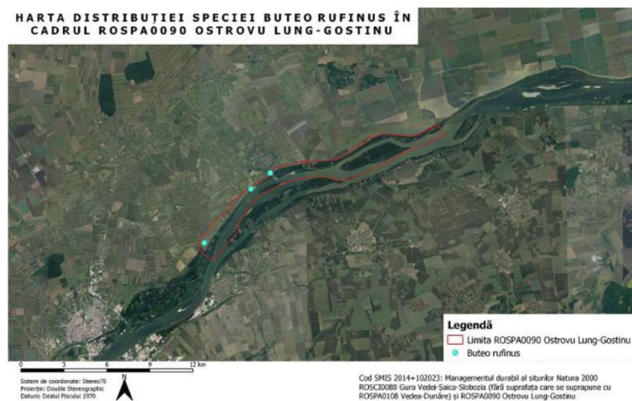 HARTA DISTRIBUȚIEI SPECIEI BUTEO RUFINUS ÎN
CADRUL ROSPA0090 OSTROVU LUNG-GOSTINU
Legendă
Limita ROSPA0090 Ostrovu Lung-Gostinu
Buteo rufinus
0 3 6 9 12 km
Sistem de coordonate: Stereo70
Proiecție: Double Stereographic
Datum: Dealul Piscului 1970
Cod SMIS 2014+102023: Managementul durabil al siturilor Natura 2000
ROSCI0088 Gura Vedei-Șaica-Slobozia (fără suprafața care se suprapune cu
ROSPA0108 Vedea-Dunăre) și ROSPA0090 Ostrovu Lung-Gostinu